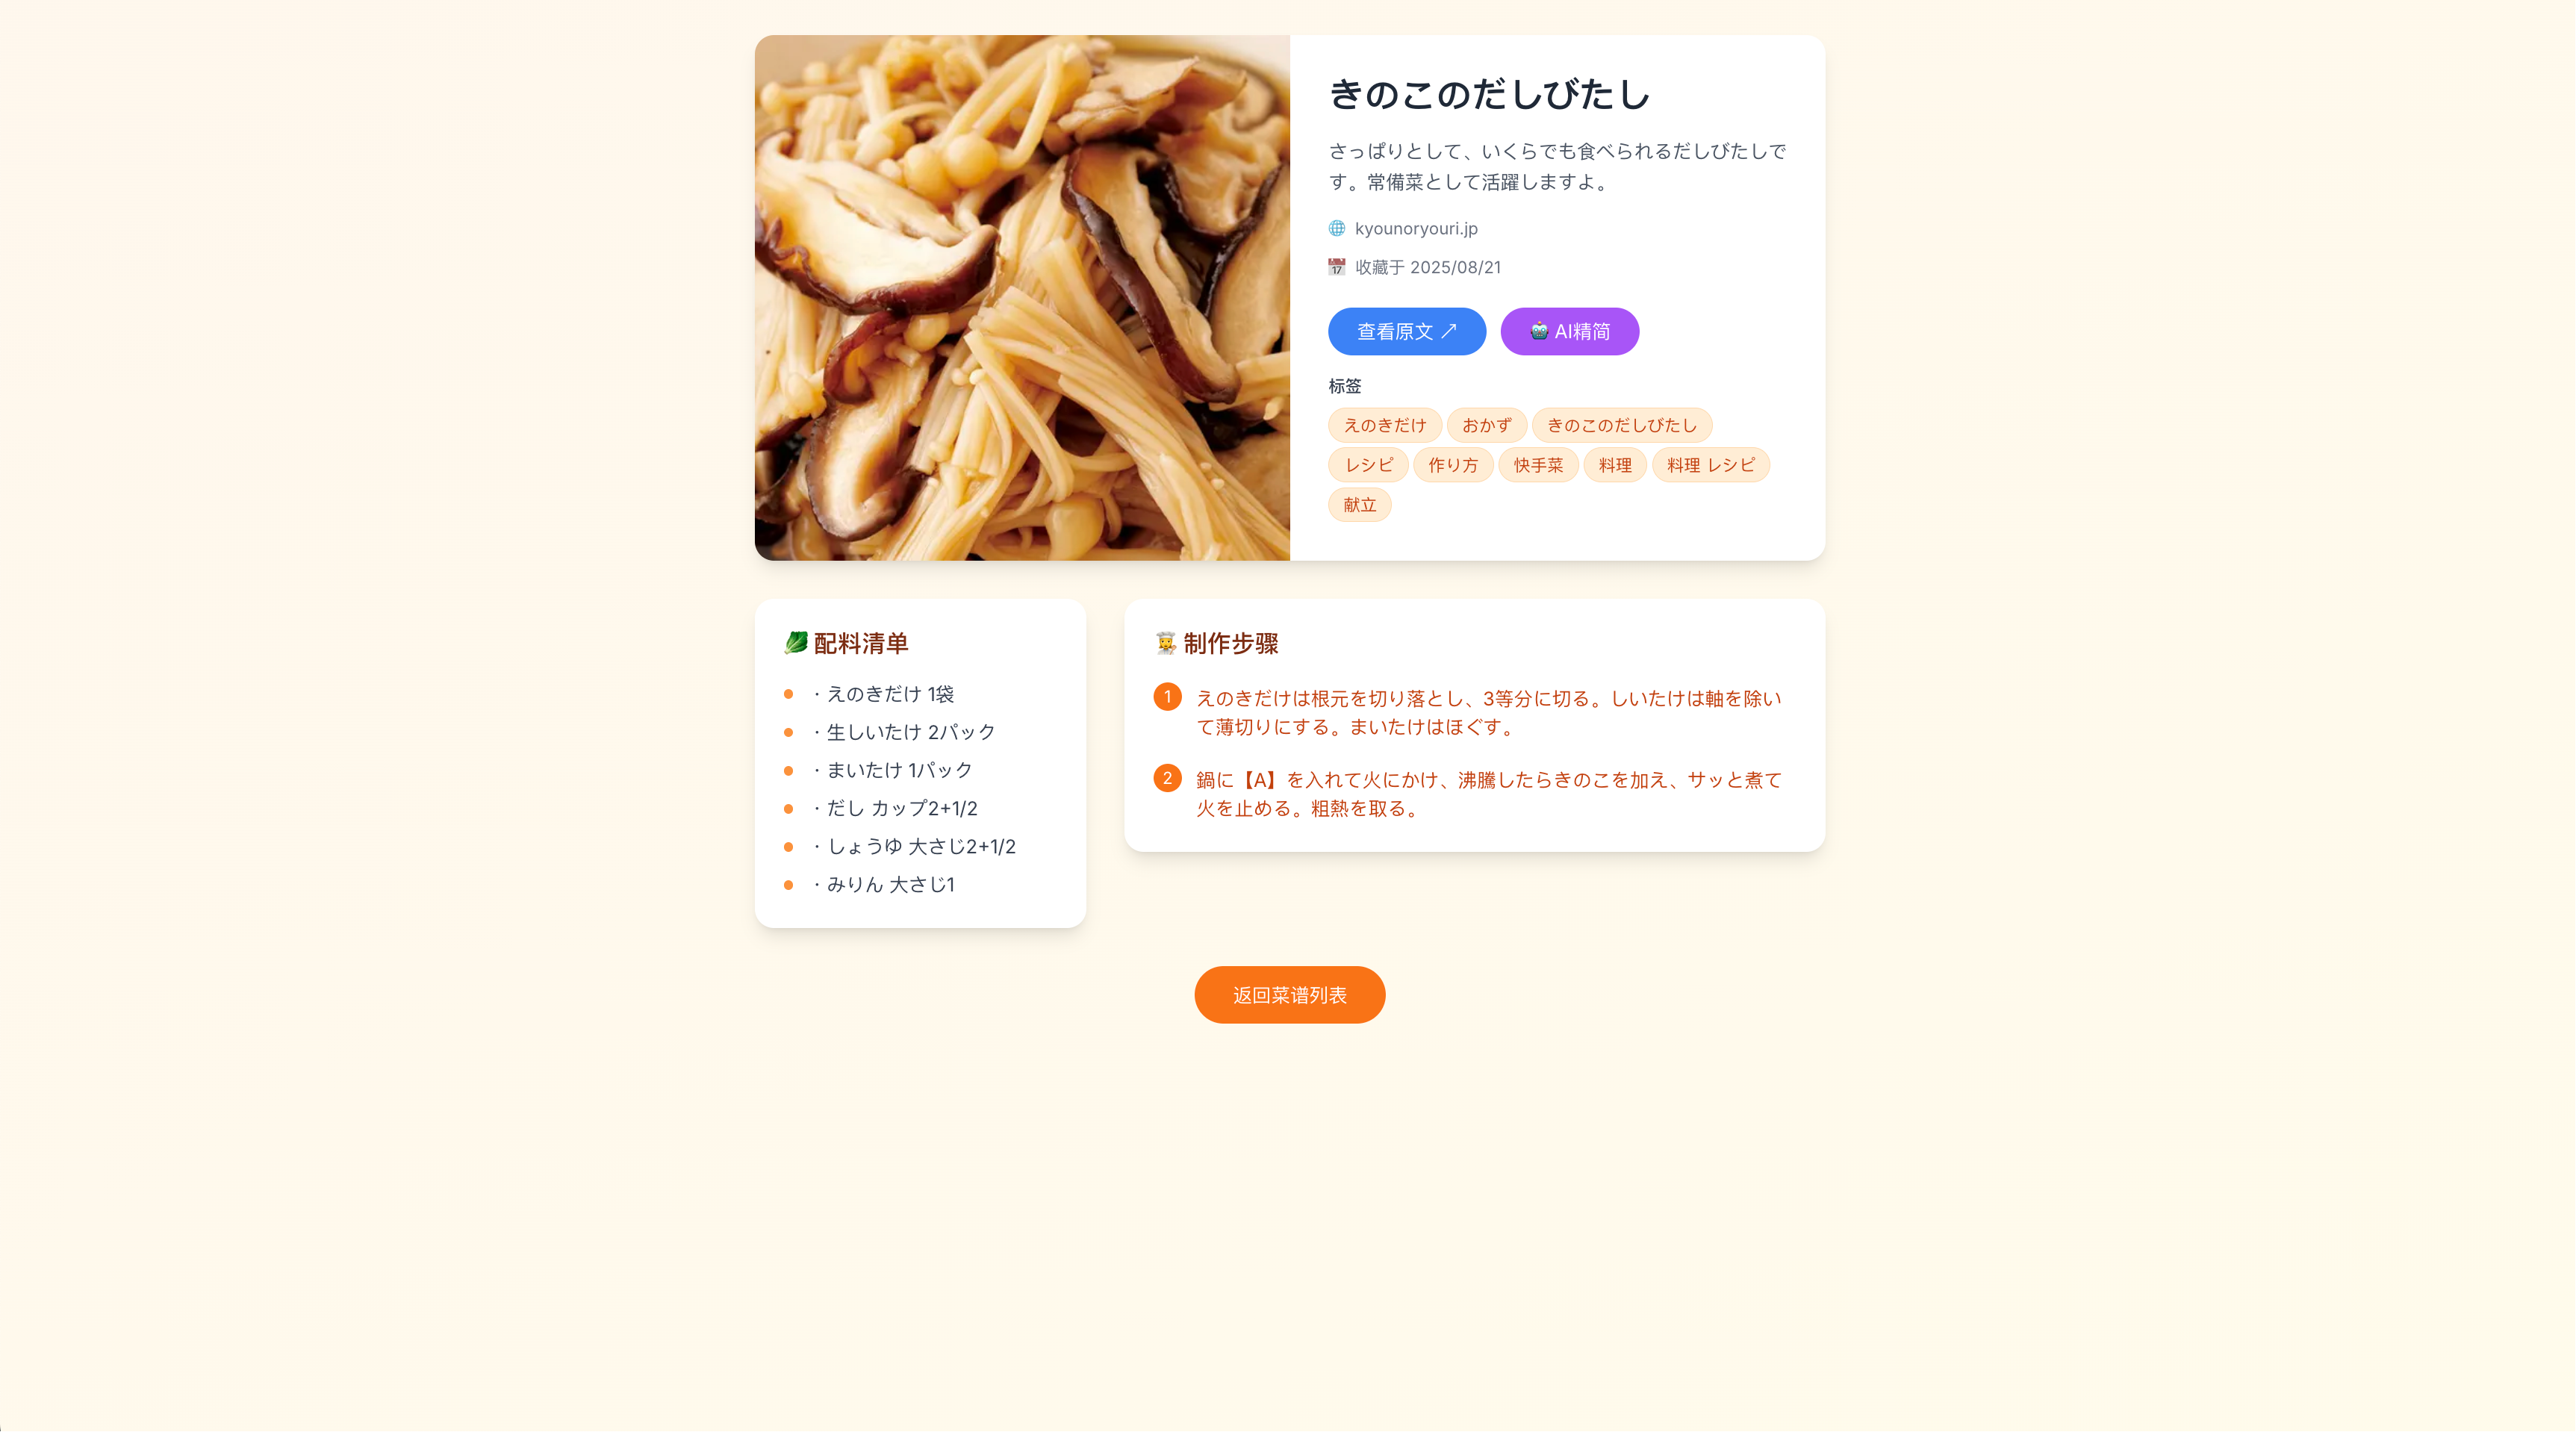 きのこのだしびたし
さっぱりとして、いくらでも食べられるだしびたしで
す。常備菜として活躍しますよ。
🌐 kyounoryouri.jp
📅 收藏于 2025/08/21
查看原文 ↗ 🤖 AI精简
标签
えのきだけ おかず きのこのだしびたし
レシピ 作り方 快手菜 料理 料理 レシピ
献立
🥬 配料清单
· えのきだけ 1袋
· 生しいたけ 2パック
· まいたけ 1パック
· だし カップ2+1/2
· しょうゆ 大さじ2+1/2
· みりん 大さじ1
👩‍🍳 制作步骤
1 えのきだけは根元を切り落とし、3等分に切る。しいたけは軸を除い
て薄切りにする。まいたけはほぐす。
2 鍋に【A】を入れて火にかけ、沸騰したらきのこを加え、サッと煮て
火を止める。粗熱を取る。
返回菜谱列表